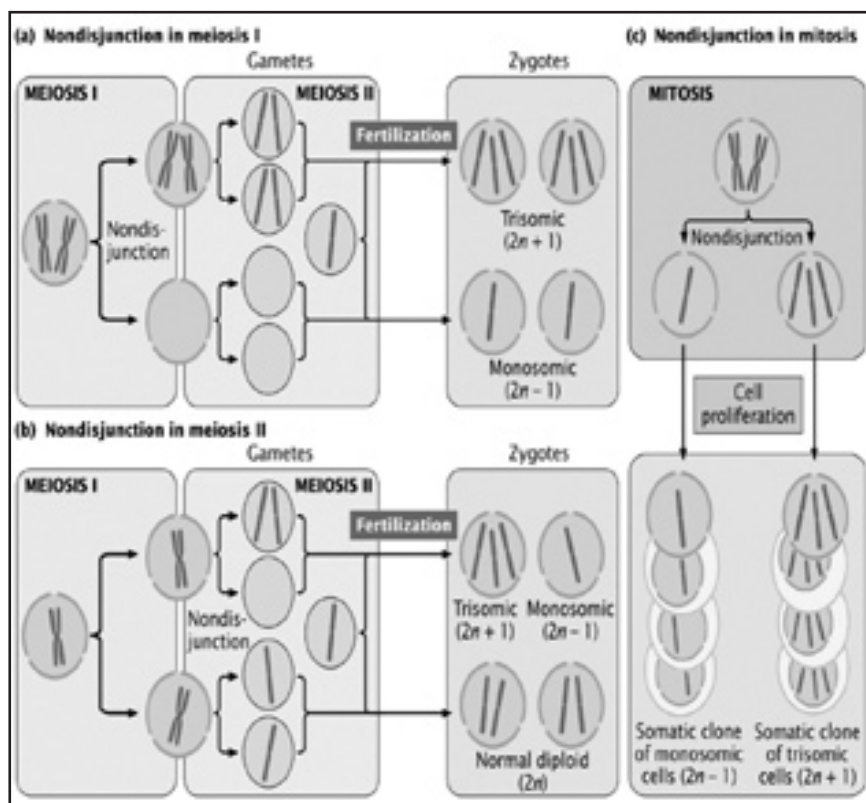 (a) Nondisjunction in meiosis I
Gametes
Zygotes
MEIOSIS I
MEIOSIS II
Fertilization
Nondis-
junction
Trisomic
(2n + 1)
Monosomic
(2n – 1)
(b) Nondisjunction in meiosis II
Gametes
Zygotes
MEIOSIS I
MEIOSIS II
Fertilization
Nondis-
junction
Trisomic
(2n + 1)
Monosomic
(2n – 1)
Normal diploid
(2n)
(c) Nondisjunction in mitosis
MITOSIS
Nondisjunction
Cell
proliferation
Somatic clone
of monosomic
cells (2n – 1)
Somatic clone
of trisomic
cells (2n + 1)